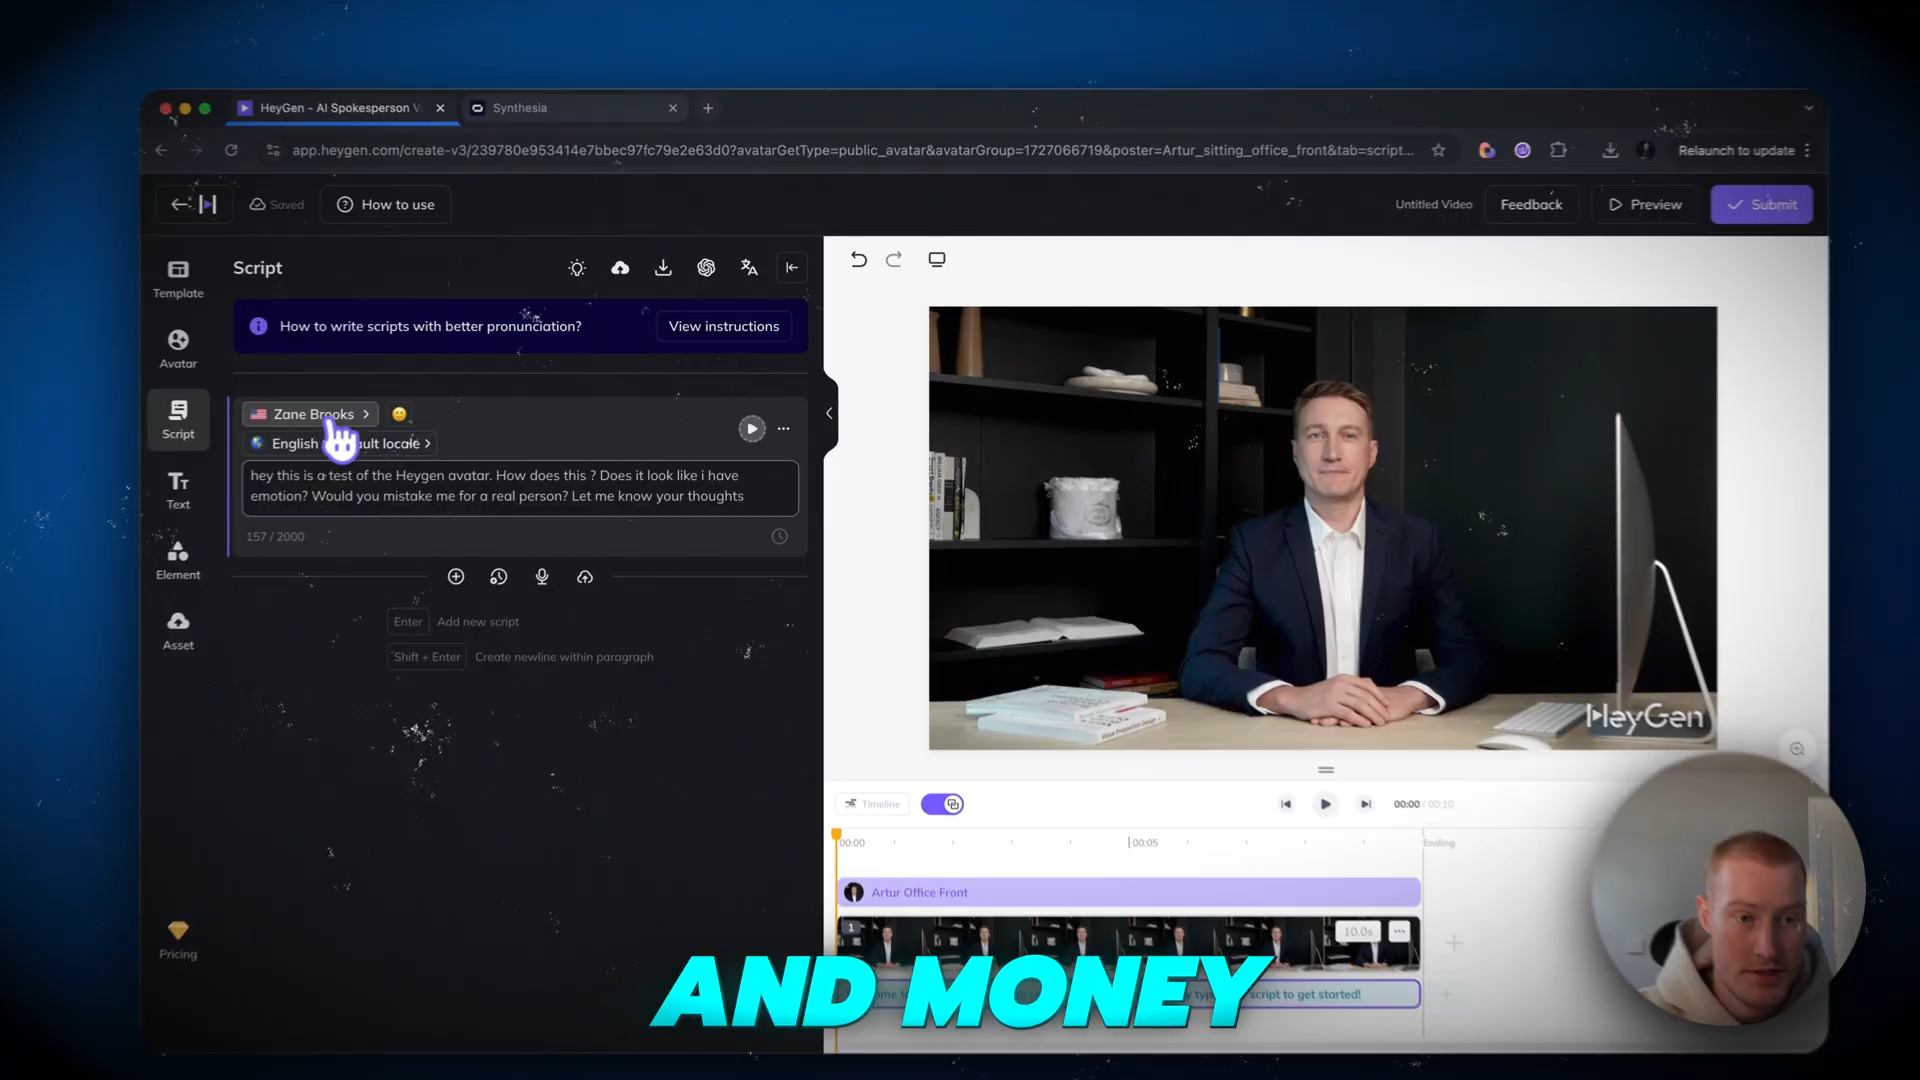 HeyGen - AI Spokesperson V
Synthesia
app.heygen.com/create-v3/239780e953414e7bbec97fc79e2e63d0?avatarGetType=public_avatar&avatarGroup=1727066719&poster=Artur_sitting_office_front&tab=script...
Relaunch to update
Saved
How to use
Untitled Video
Feedback
Preview
Submit
Template
Avatar
Script
Text
Element
Asset
Pricing
Script
How to write scripts with better pronunciation?
View instructions
Zane Brooks
English ault locale
hey this is a test of the Heygen avatar. How does this ? Does it look like i have
emotion? Would you mistake me for a real person? Let me know your thoughts
157 / 2000
Enter Add new script
Shift + Enter Create newline within paragraph
HeyGen
Timeline
00:00 / 00:10
00:00
00:05
Ending
Artur Office Front
1
10.0s
script to get started!
AND MONEY